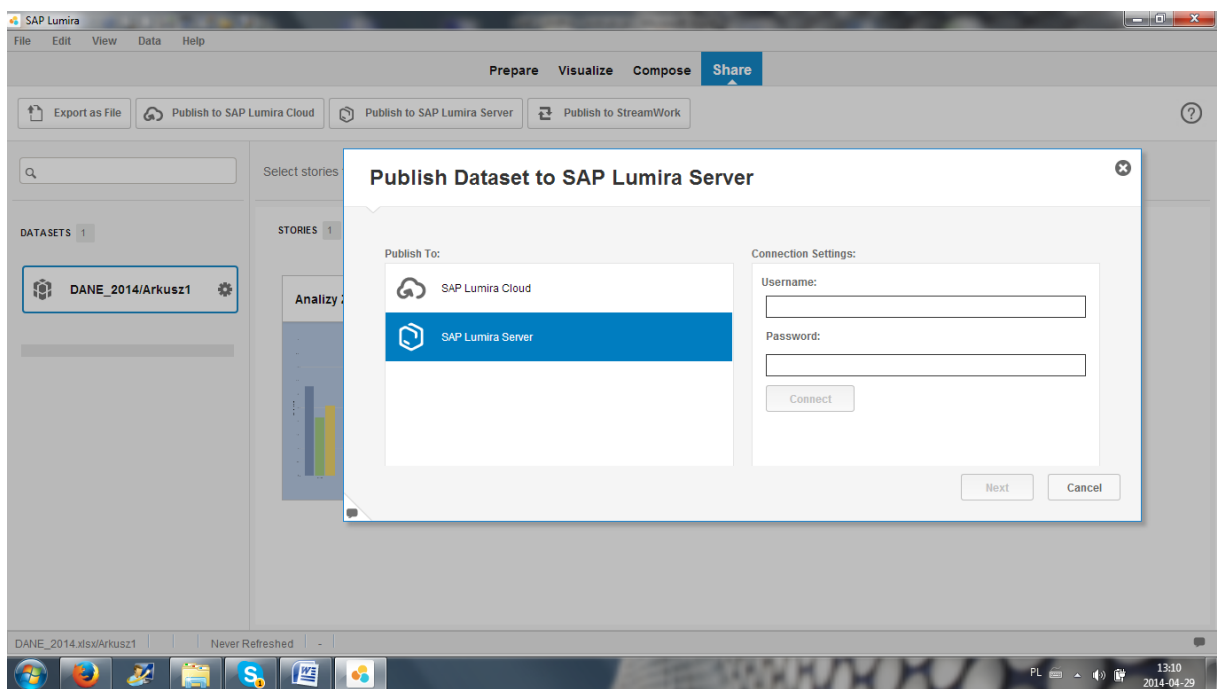 SAP Lumira
File Edit View Data Help
Prepare Visualize Compose Share
Export as File Publish to SAP Lumira Cloud Publish to SAP Lumira Server Publish to StreamWork ?
Select stories
Publish Dataset to SAP Lumira Server
DATASETS 1
STORIES 1
DANE_2014/Arkusz1
Analizy
Publish To:
SAP Lumira Cloud
SAP Lumira Server
Connection Settings:
Username:
Password:
Connect
Next Cancel
DANE_2014.xlsx/Arkusz1 Never Refreshed -
PL 13:10
2014-04-29